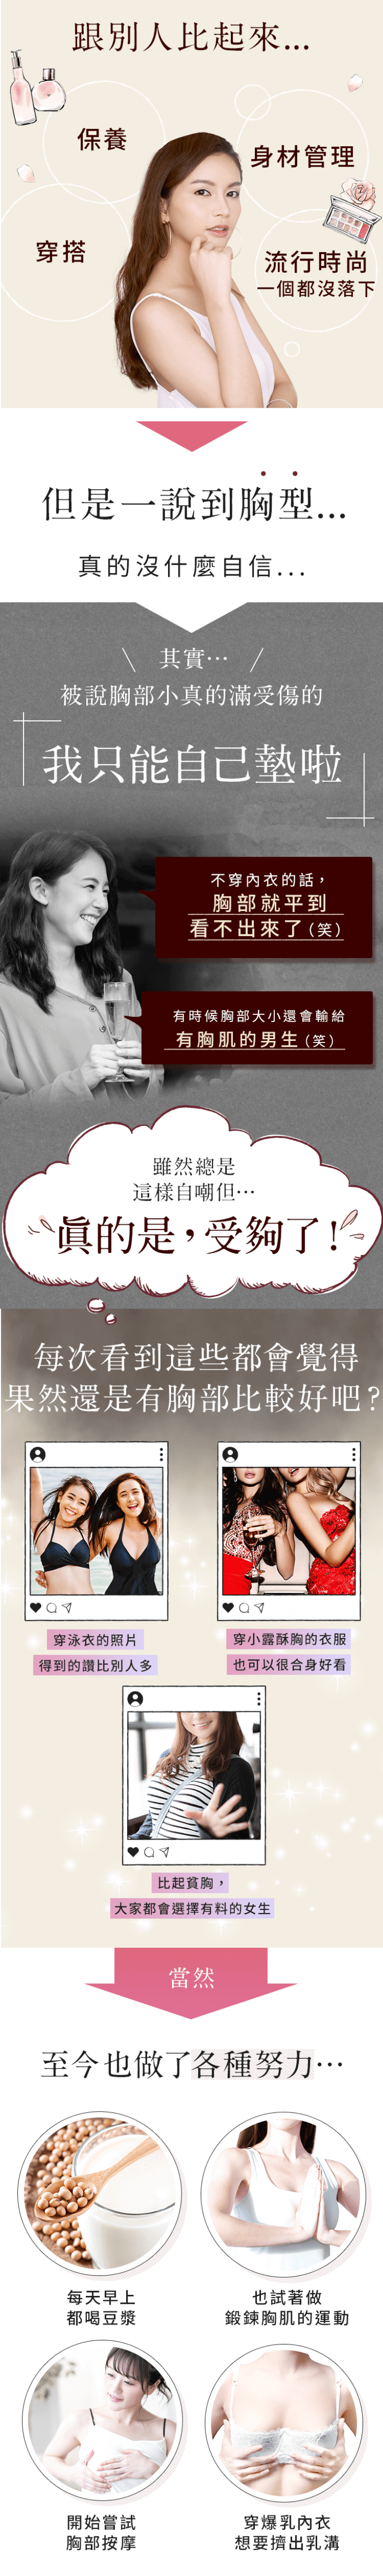 跟別人比起來...
保養
身材管理
穿搭
流行時尚
一個都沒落下
但是一說到胸型...
真的沒什麼自信...
其實…
被說胸部小真的滿受傷的
「我只能自己墊啦」
不穿內衣的話，
胸部就平到
看不出來了(笑)
有時候胸部大小還會輸給
有胸肌的男生(笑)
雖然總是
這樣自嘲但…
真的是，受夠了!
每次看到這些都會覺得
果然還是有胸部比較好吧?
穿泳衣的照片
得到的讚比別人多
穿小露酥胸的衣服
也可以很合身好看
比起貧胸，
大家都會選擇有料的女生
當然
至今也做了各種努力…
每天早上
都喝豆漿
也試著做
鍛鍊胸肌的運動
開始嘗試
胸部按摩
穿爆乳內衣
想要擠出乳溝